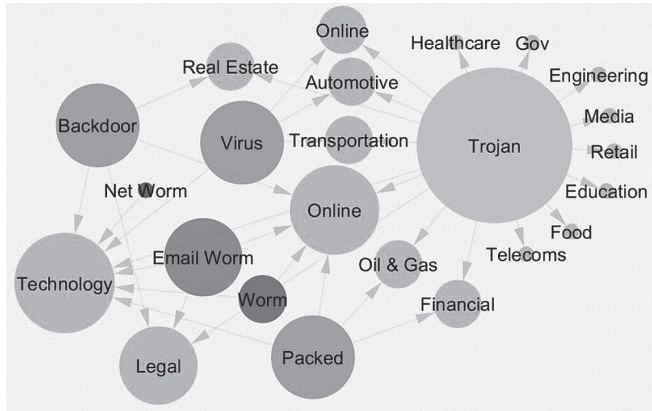 Online
Healthcare
Gov
Real Estate
Automotive
Engineering
Backdoor
Media
Virus
Transportation
Trojan
Retail
Net Worm
Education
Online
Food
Email Worm
Oil & Gas
Telecoms
Technology
Worm
Financial
Legal
Packed